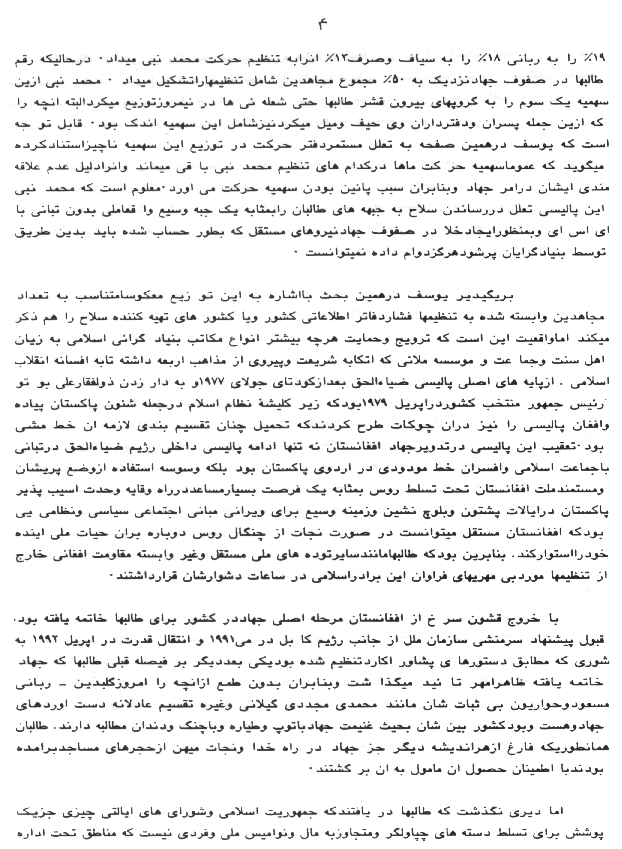 ۴
۱۹٪ را به ربانی ۱۸٪ را به سیاف وصرف۱۳٪ انرابه تنظیم حرکت محمد نبی میداد۰ درحالیکه رقم
طالبها در صفوف جهادنزدیک به ۵۰٪ مجموع مجاهدین شامل تنظیمهاراتشکیل میداد ۰ محمد نبی ازین
سهمیه یک سوم را به گروپهای بیرون قشر طالبها حتی شعله ئی ها در نیمروزتوزیع میکردالبته انچه را
که ازین جمله پسران ودفترداران وی حیف ومیل میکردنیزشامل این سهمیه اندک بود۰ قابل تو جه
است که یوسف درهمین صفحه به تعلل مستمردفتر حرکت در توزیع این سهمیه ناچیزاستنادکرده
میگوید که عموماسهمیه حر کت ماها درکدام های تنظیم محمد نبی با قی میماند وانرادلیل عدم علاقه
مندی ایشان درامر جهاد وبنابران سبب پائین بودن سهمیه حرکت می اورد۰معلوم است که محمد نبی
این پالیسی تعلل دررساندن سلاح به جبهه های طالبان رابمثابه یک جبه وسیع وا قعاملی بدون تبانی با
ای اس ای وبمنظورایجادخلا در صفوف جهادنیروهای مستقل که بطور حساب شده باید بدین طریق
توسط بنیادگرایان پرشودهرگزدوام داده نمیتوانست ۰
بریگیدیر یوسف درهمین بحث بااشاره به این تو زیع معکوسامتناسب به تعداد
مجاهدین وابسته شده به تنظیمها فشاردفاتر اطلاعاتی کشور ویا کشور های تهیه کننده سلاح را هم ذکر
میکند اماواقعیت این است که ترویج وحمایت هرچه بیشتر انواع مکاتب بنیاد گرائی اسلامی به زیان
اهل سنت وجما عت و موسسه ملائی که اتکابه شریعت وپیروی از مذاهب اربعه داشته تابه افسانه انقلاب
اسلامی . ازپایه های اصلی پالیسی ضیاءالحق بعدازکودتای جولای ۱۹۷۷و به دار زدن ذولفقارعلی بو تو
رئیس جمهور منتخب کشوردراپریل ۱۹۷۹بودکه زیر کلیشهٔ نظام اسلام درجمله شئون پاکستان پیاده
وافغان پالیسی را نیز دران چوکات طرح کردندکه تحمیل چنان تقسیم بندی لازمه ان خط مشی
بود۰تعقیب این پالیسی درتدویرجهاد افغانستان نه تنها ادامه پالیسی داخلی رژیم ضیاءالحق درتبانی
باجماعت اسلامی وافسران خط مودودی در اردوی پاکستان بود بلکه وسوسه استفاده ازوضع پریشان
ومستمندملت افغانستان تحت تسلط روس بمثابه یک فرصت بسیارمساعددرراه وقایه وحدت اسیب پذیر
پاکستان درایالات پشتون وبلوچ نشین وزمینه وسیع برای ویرانی مبانی اجتماعی سیاسی ونظامی یی
بودکه افغانستان مستقل میتوانست در صورت نجات از چنگال روس دوباره بران حیات ملی اینده
خودرااستوارکند. بنابرین بودکه طالبهامانندسایرتوده های ملی مستقل وغیر وابسته مقاومت افغانی خارج
از تنظیمها موردبی مهریهای فراوان این برادراسلامی در ساعات دشوارشان قرارداشتند۰
با خروج قشون سر خ از افغانستان مرحله اصلی جهاددر کشور برای طالبها خاتمه یافته بود.
قبول پیشنهاد سرمنشی سازمان ملل از جانب رژیم کا بل در می۱۹۹۱ و انتقال قدرت در اپریل ۱۹۹۲ به
شوری که مطابق دستورها ی پشاور اکاردتنظیم شده بودیکی بعددیگر بر فیصله قبلی طالبها که جهاد
خاتمه یافته ظاهرامهر تا ئید میگذا شت وبنابران بدون طمع ازانچه را امروزگلبدین - ربانی
مسعودوحواریون بی ثبات شان مانند محمدی مجددی گیلانی وغیره تقسیم عادلانه دست اوردهای
جهادوهست وبودکشور بین شان بحیث غنیمت جهادباتوپ وطیاره وباچنگ ودندان مطالبه دارند. طالبان
همانطوریکه فارغ ازهراندیشه دیگر جز جهاد در راه خدا ونجات میهن ازحجرهای مساجدبرامده
بودندبا اطمینان حصول ان مامول به ان بر گشتند۰
اما دیری نگذشت که طالبها در یافتندکه جمهوریت اسلامی وشورای های ایالتی چیزی جزیک
پوشش برای تسلط دسته های چپاولگر ومتجاوزبه مال ونوامیس ملی وفردی نیست که مناطق تحت اداره